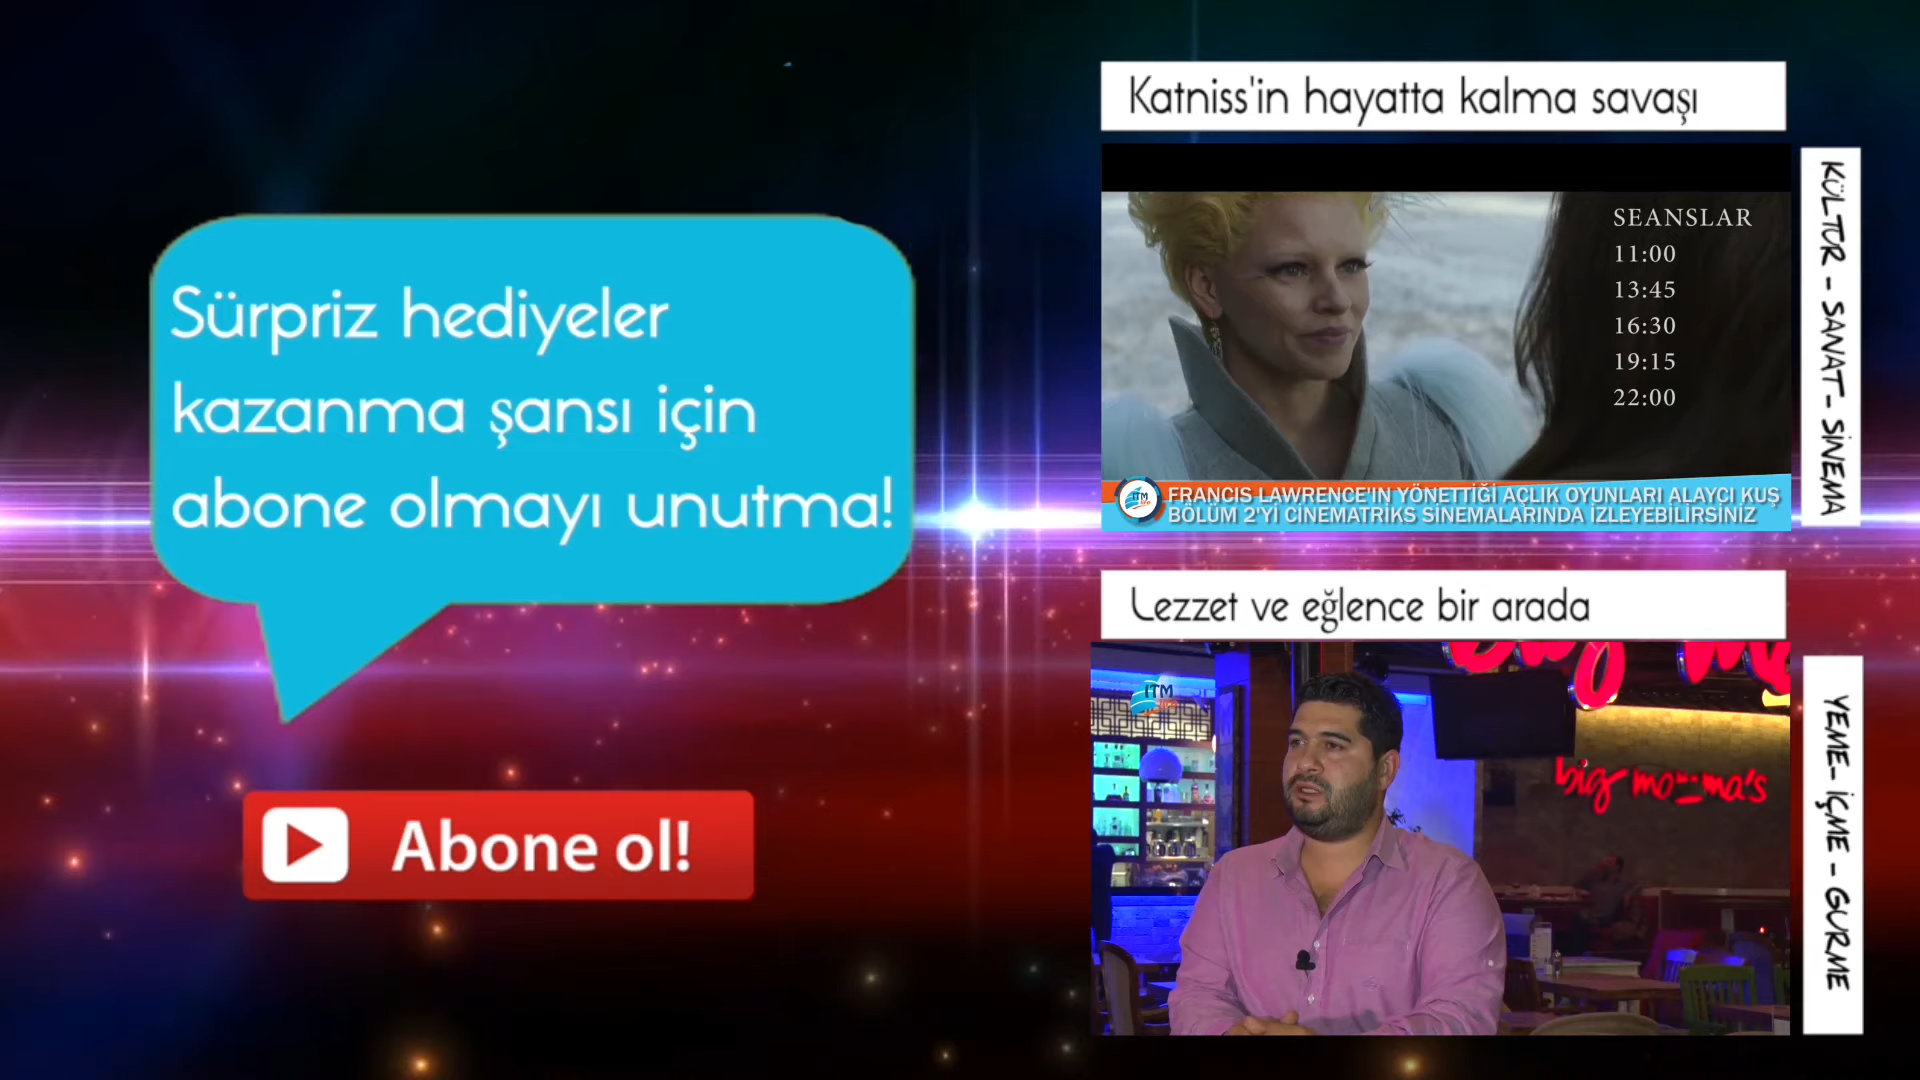 Sürpriz hediyeler
kazanma şansı için
abone olmayı unutma!
Abone ol!
Katniss'in hayatta kalma savaşı
SEANSLAR
11:00
13:45
16:30
19:15
22:00
ITM
FRANCIS LAWRENCE'IN YÖNETTİĞİ AÇLIK OYUNLARI ALAYCI KUŞ
BÖLÜM 2'Yİ CİNEMATRİKS SİNEMALARINDA İZLEYEBİLİRSİNİZ
KÜLTÜR - SANAT - SİNEMA
Lezzet ve eğlence bir arada
ITM
big momma's
YEME - İÇME - GURME